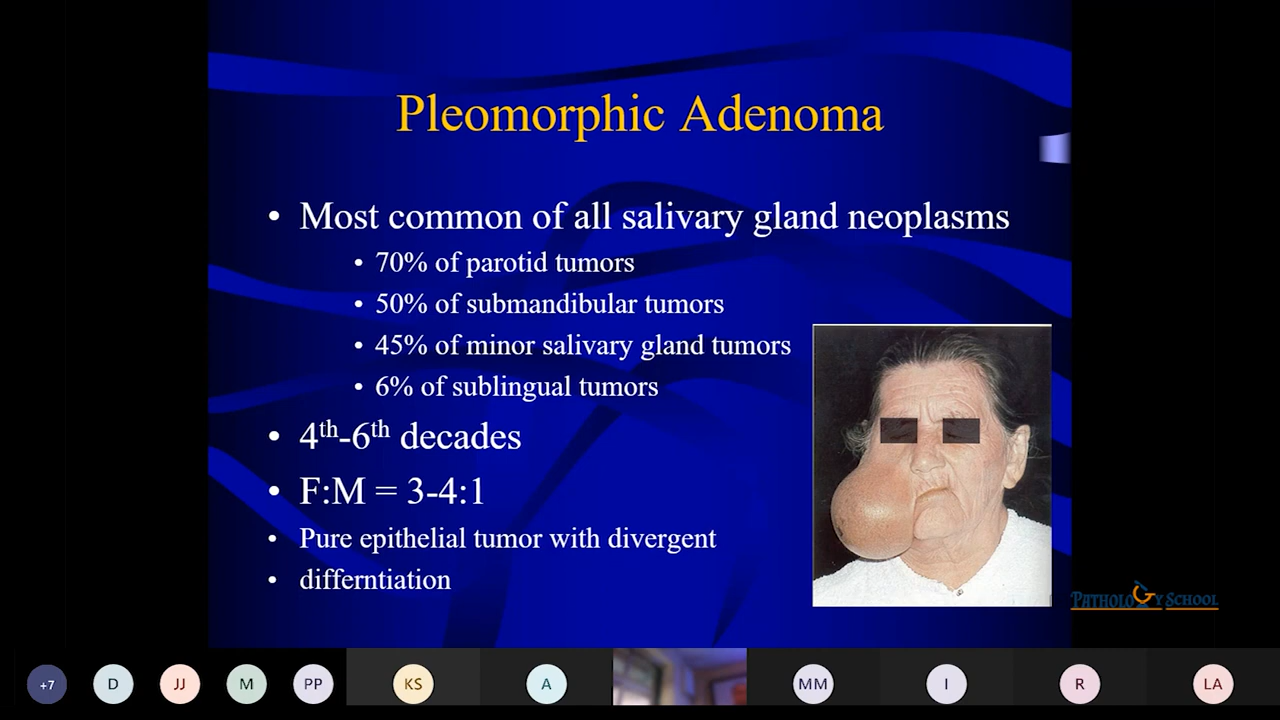 Pleomorphic Adenoma
• Most common of all salivary gland neoplasms
• 70% of parotid tumors
• 50% of submandibular tumors
• 45% of minor salivary gland tumors
• 6% of sublingual tumors
• 4th-6th decades
• F:M = 3-4:1
• Pure epithelial tumor with divergent
• differntiation
PATHOLOGY SCHOOL
+7
D
JJ
M
PP
KS
A
MM
I
R
LA